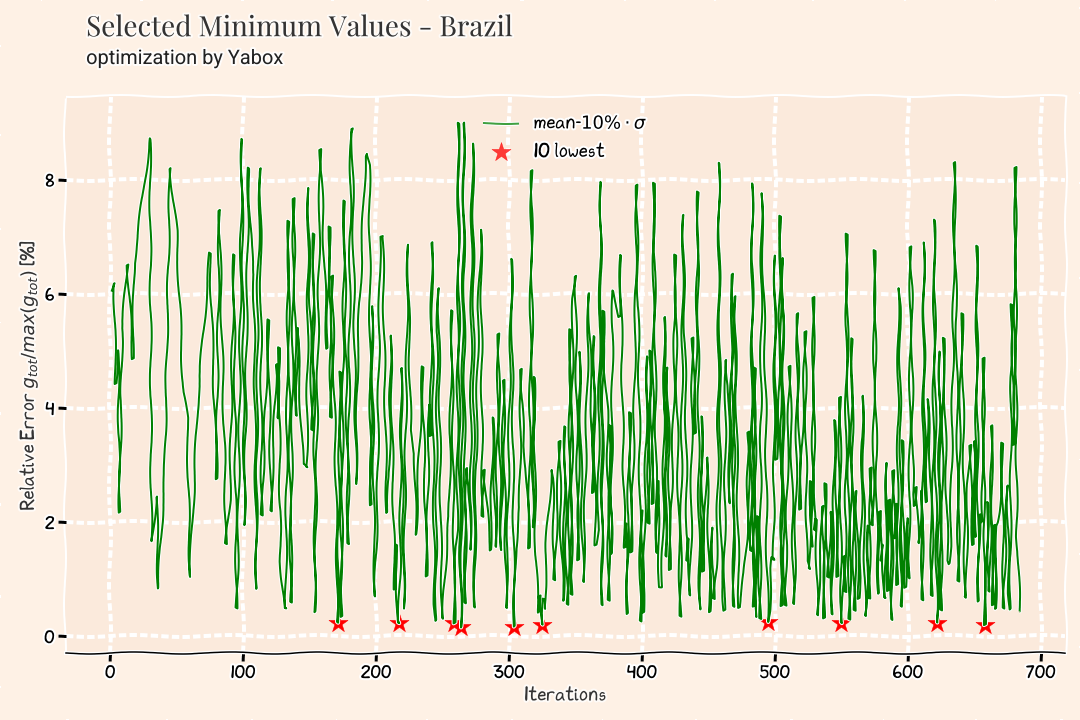 Selected Minimum Values - Brazil
optimization by Yabox
mean-10% · σ
10 lowest
Relative Error g_tot/max(g_tot) [%]
8
6
4
2
0
0 100 200 300 400 500 600 700
Iterations